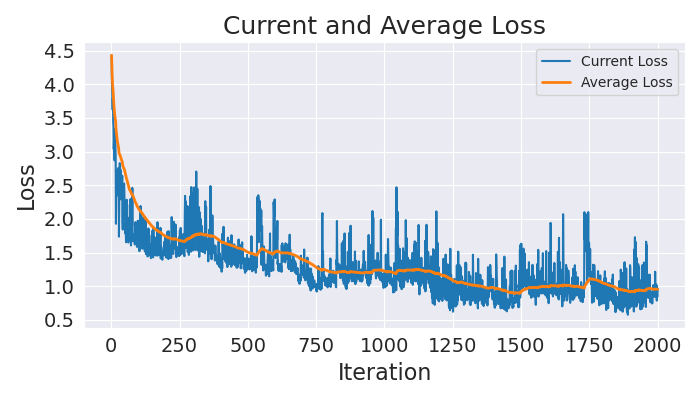 Current and Average Loss
4.5
4.0
3.5
3.0
2.5
2.0
1.5
1.0
0.5
Loss
Current Loss
Average Loss
0 250 500 750 1000 1250 1500 1750 2000
Iteration